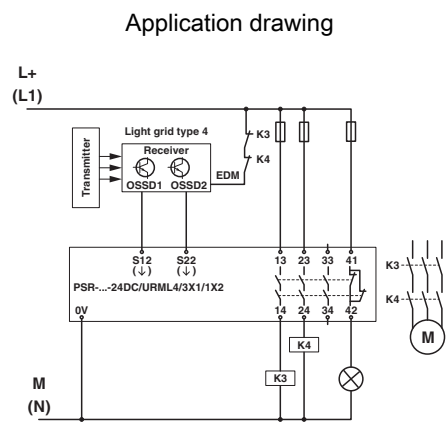 Application drawing
L+
(L1)
Light grid type 4
K3
Transmitter
Receiver
K4
OSSD1 OSSD2
EDM
S12 S22 13 23 33 41
(↓) (↓)
PSR-...-24DC/URML4/3X1/1X2
0V 14 24 34 42
K3
K4
M
K4
K3
M
(N)